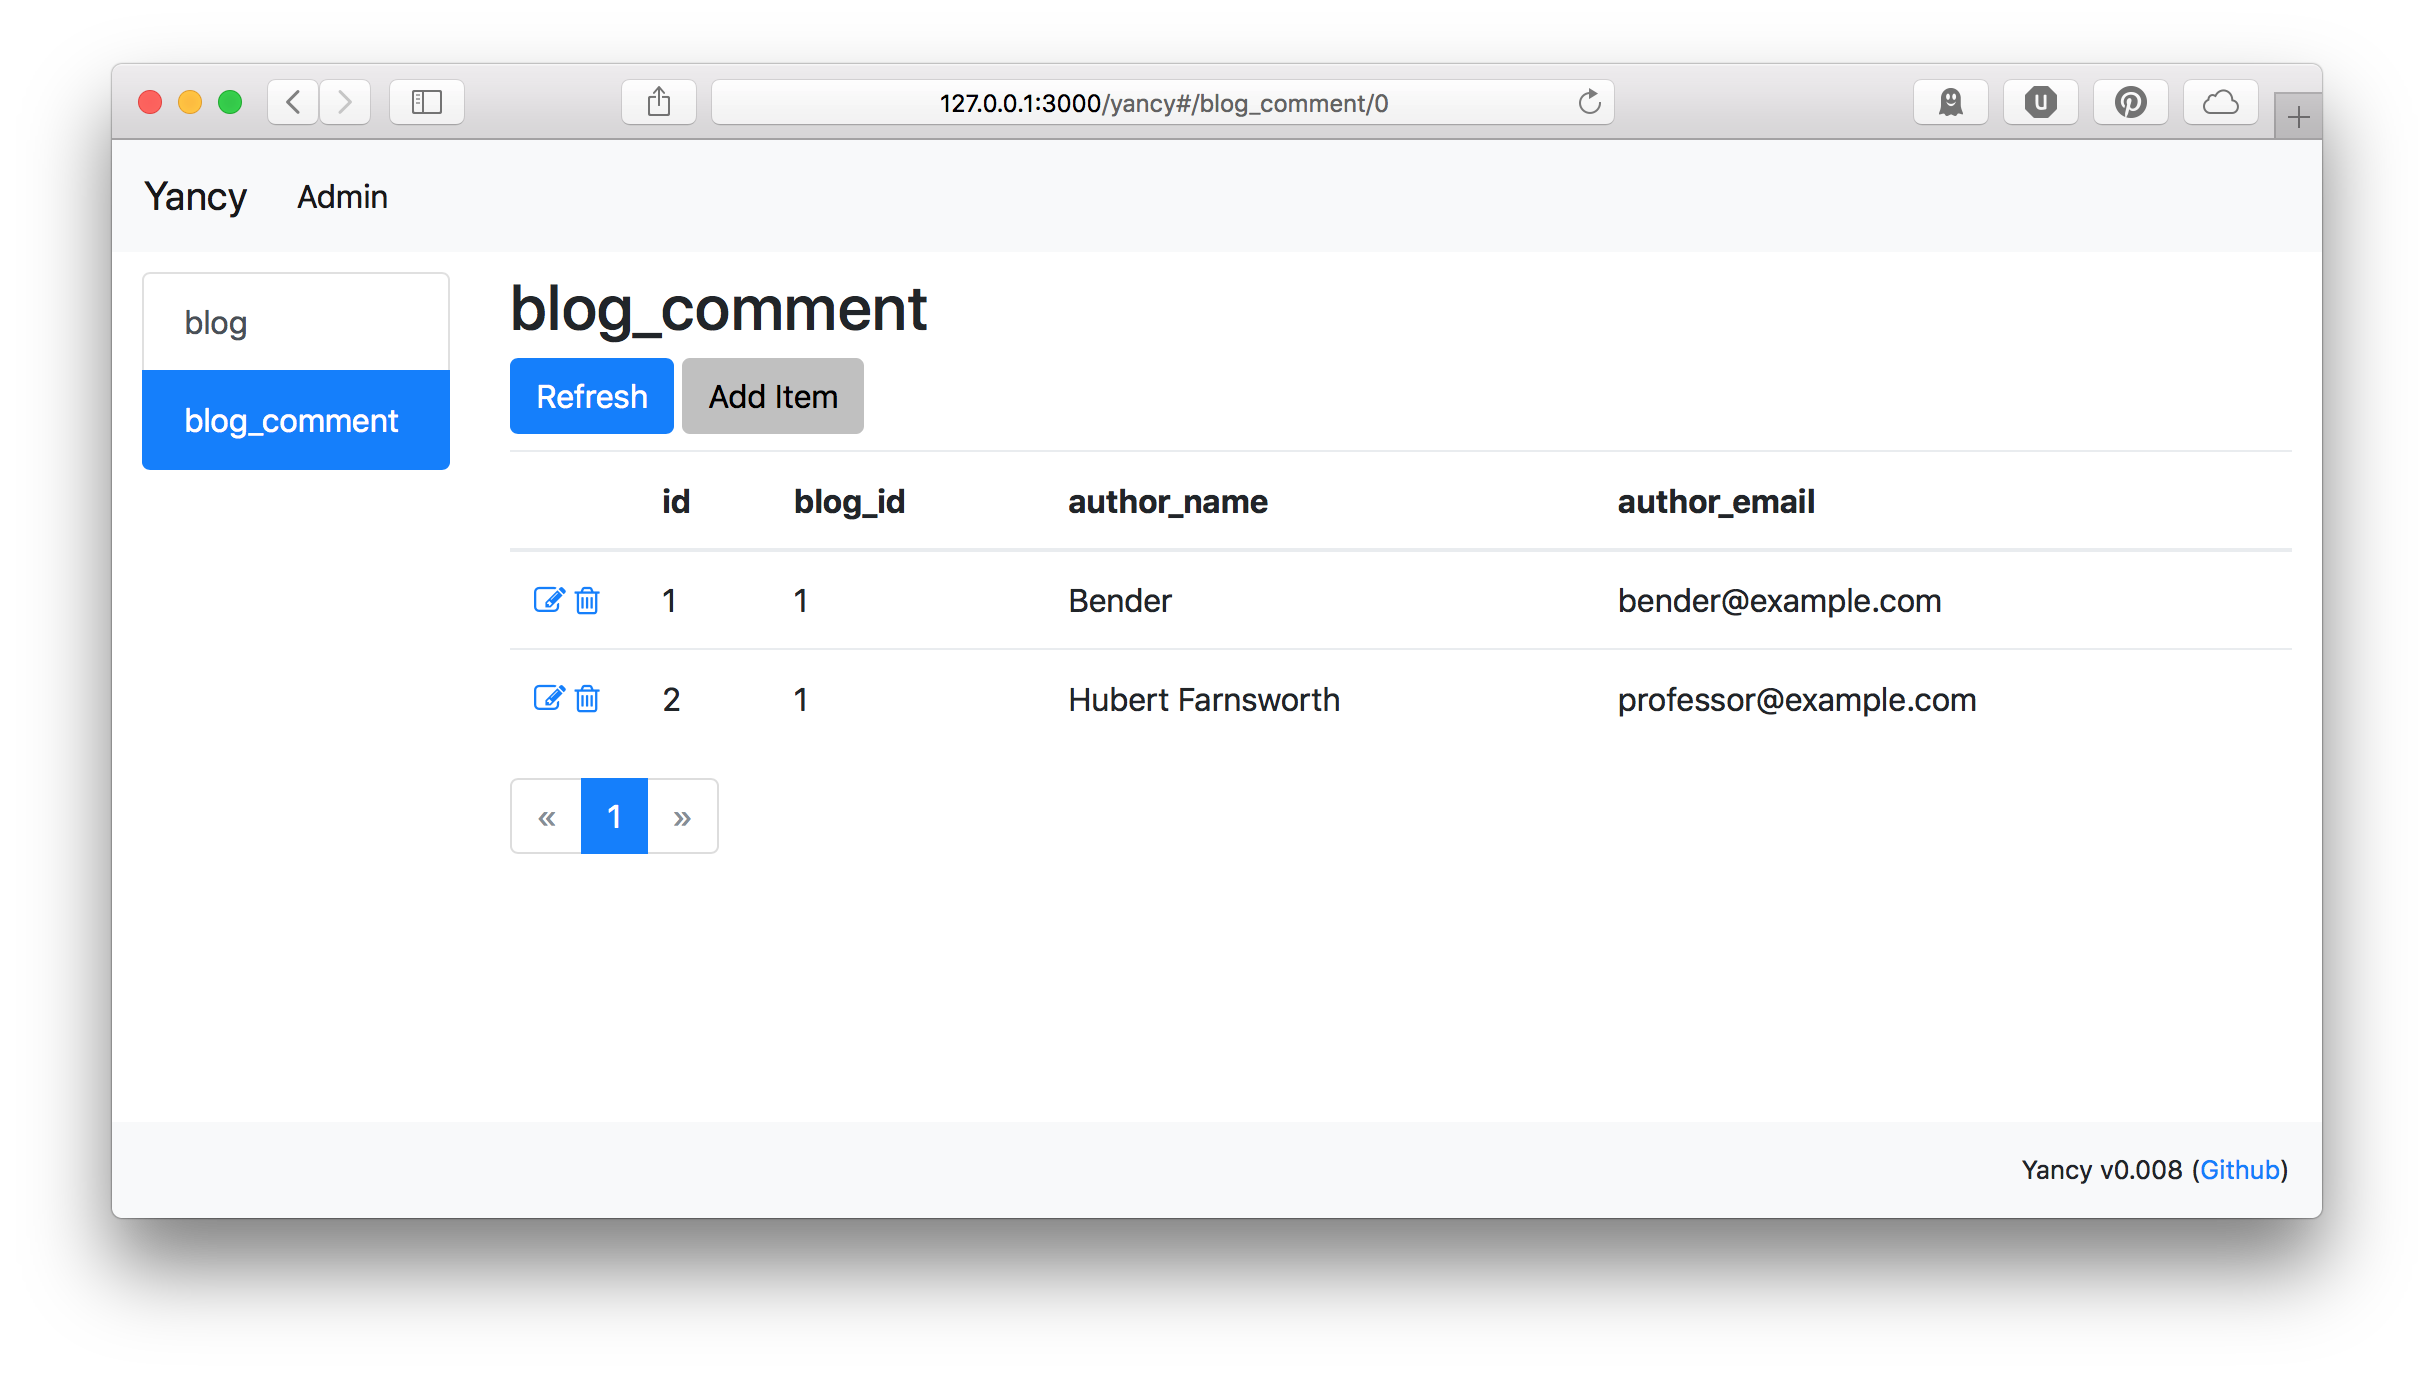 127.0.0.1:3000/yancy#/blog_comment/0
Yancy Admin
blog
blog_comment
blog_comment
Refresh Add Item
id blog_id author_name author_email
1 1 Bender bender@example.com
2 1 Hubert Farnsworth professor@example.com
« 1 »
Yancy v0.008 (Github)